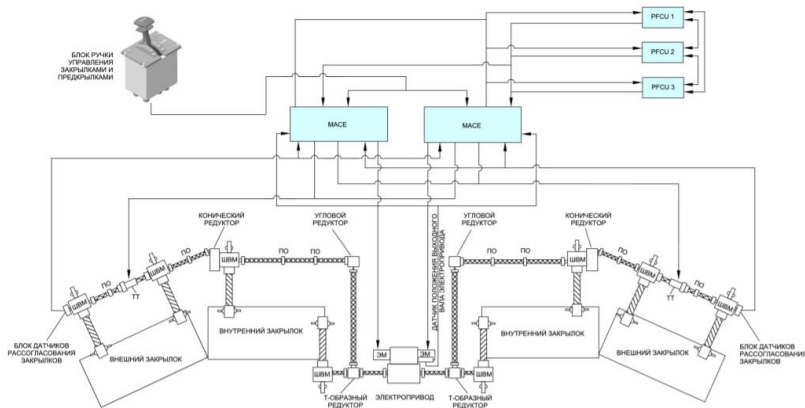 БЛОК РУЧКИ
УПРАВЛЕНИЯ
ЗАКРЫЛКАМИ И
ПРЕДКРЫЛКАМИ
PFCU 1
PFCU 2
PFCU 3
MACE
MACE
КОНИЧЕСКИЙ
РЕДУКТОР
УГЛОВОЙ
РЕДУКТОР
ДАТЧИК ПОЛОЖЕНИЯ ВЫХОДНОГО
ВАЛА ЭЛЕКТРОПРИВОДА
УГЛОВОЙ
РЕДУКТОР
КОНИЧЕСКИЙ
РЕДУКТОР
ШВМ
ПО
ТТ
ШВМ
ПО
ШВМ
ПО
ПО
ПО
ПО
ШВМ
ПО
ШВМ
ПО
ТТ
ШВМ
БЛОК ДАТЧИКОВ
РАССОГЛАСОВАНИЯ
ЗАКРЫЛКОВ
ВНЕШНИЙ ЗАКРЫЛОК
ВНУТРЕННИЙ ЗАКРЫЛОК
ШВМ
Т-ОБРАЗНЫЙ
РЕДУКТОР
ЭМ
ЭМ
ЭЛЕКТРОПРИВОД
Т-ОБРАЗНЫЙ
РЕДУКТОР
ШВМ
ВНУТРЕННИЙ ЗАКРЫЛОК
ВНЕШНИЙ ЗАКРЫЛОК
БЛОК ДАТЧИКОВ
РАССОГЛАСОВАНИЯ
ЗАКРЫЛКОВ